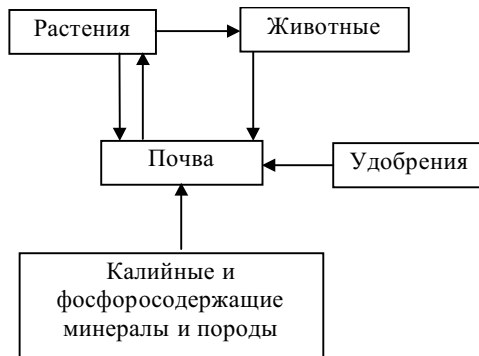 Растения
Животные
Почва
Удобрения
Калийные и
фосфоросодержащие
минералы и породы